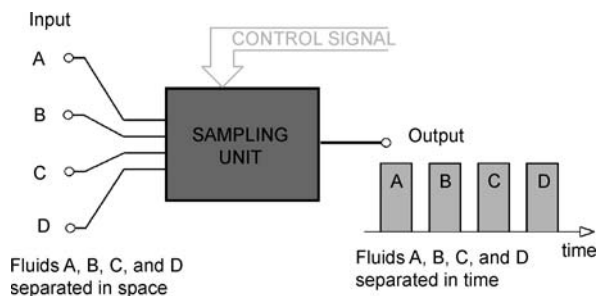 Input
CONTROL SIGNAL
A
B
C
D
SAMPLING
UNIT
Output
A B C D
time
Fluids A, B, C, and D
separated in space
Fluids A, B, C, and D
separated in time